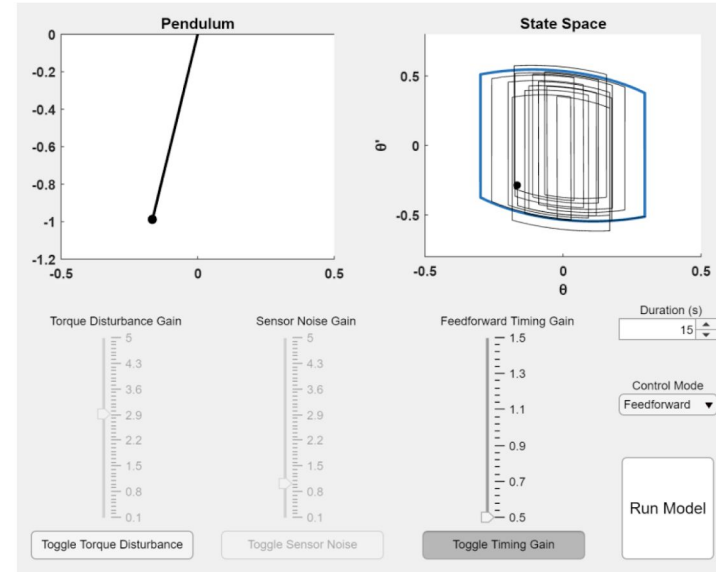 Pendulum
0
-0.2
-0.4
-0.6
-0.8
-1
-1.2
-0.5
0
0.5
State Space
0.5
0
-0.5
θ'
-0.5
0
0.5
θ
Torque Disturbance Gain
5
4.3
3.6
2.9
2.2
1.5
0.8
0.1
Toggle Torque Disturbance
Sensor Noise Gain
5
4.3
3.6
2.9
2.2
1.5
0.8
0.1
Toggle Sensor Noise
Feedforward Timing Gain
1.5
1.3
1.1
0.9
0.7
0.5
Toggle Timing Gain
Duration (s)
15
Control Mode
Feedforward
Run Model